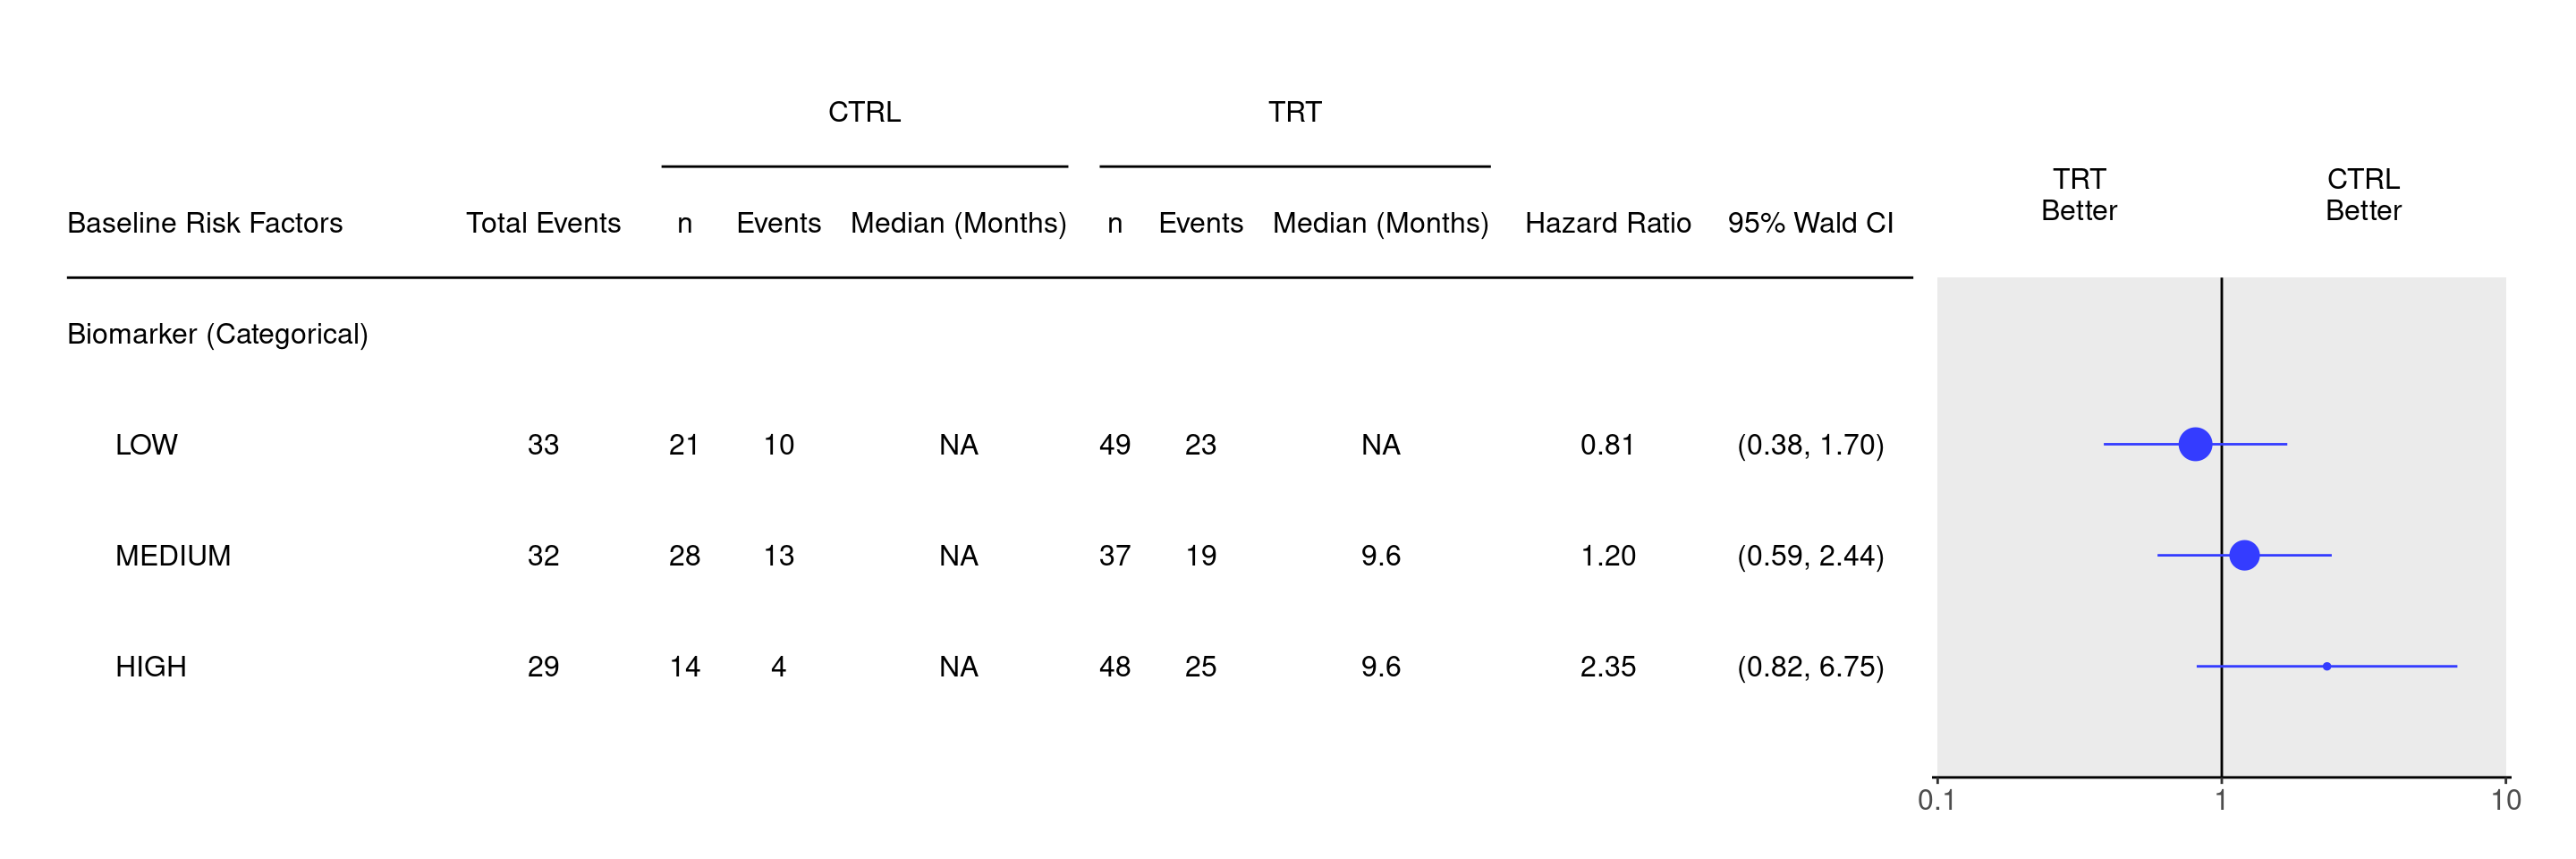 CTRL TRT
TRT CTRL
Better Better
Baseline Risk Factors Total Events n Events Median (Months) n Events Median (Months) Hazard Ratio 95% Wald CI
Biomarker (Categorical)
LOW 33 21 10 NA 49 23 NA 0.81 (0.38, 1.70)
MEDIUM 32 28 13 NA 37 19 9.6 1.20 (0.59, 2.44)
HIGH 29 14 4 NA 48 25 9.6 2.35 (0.82, 6.75)
0.1 1 10